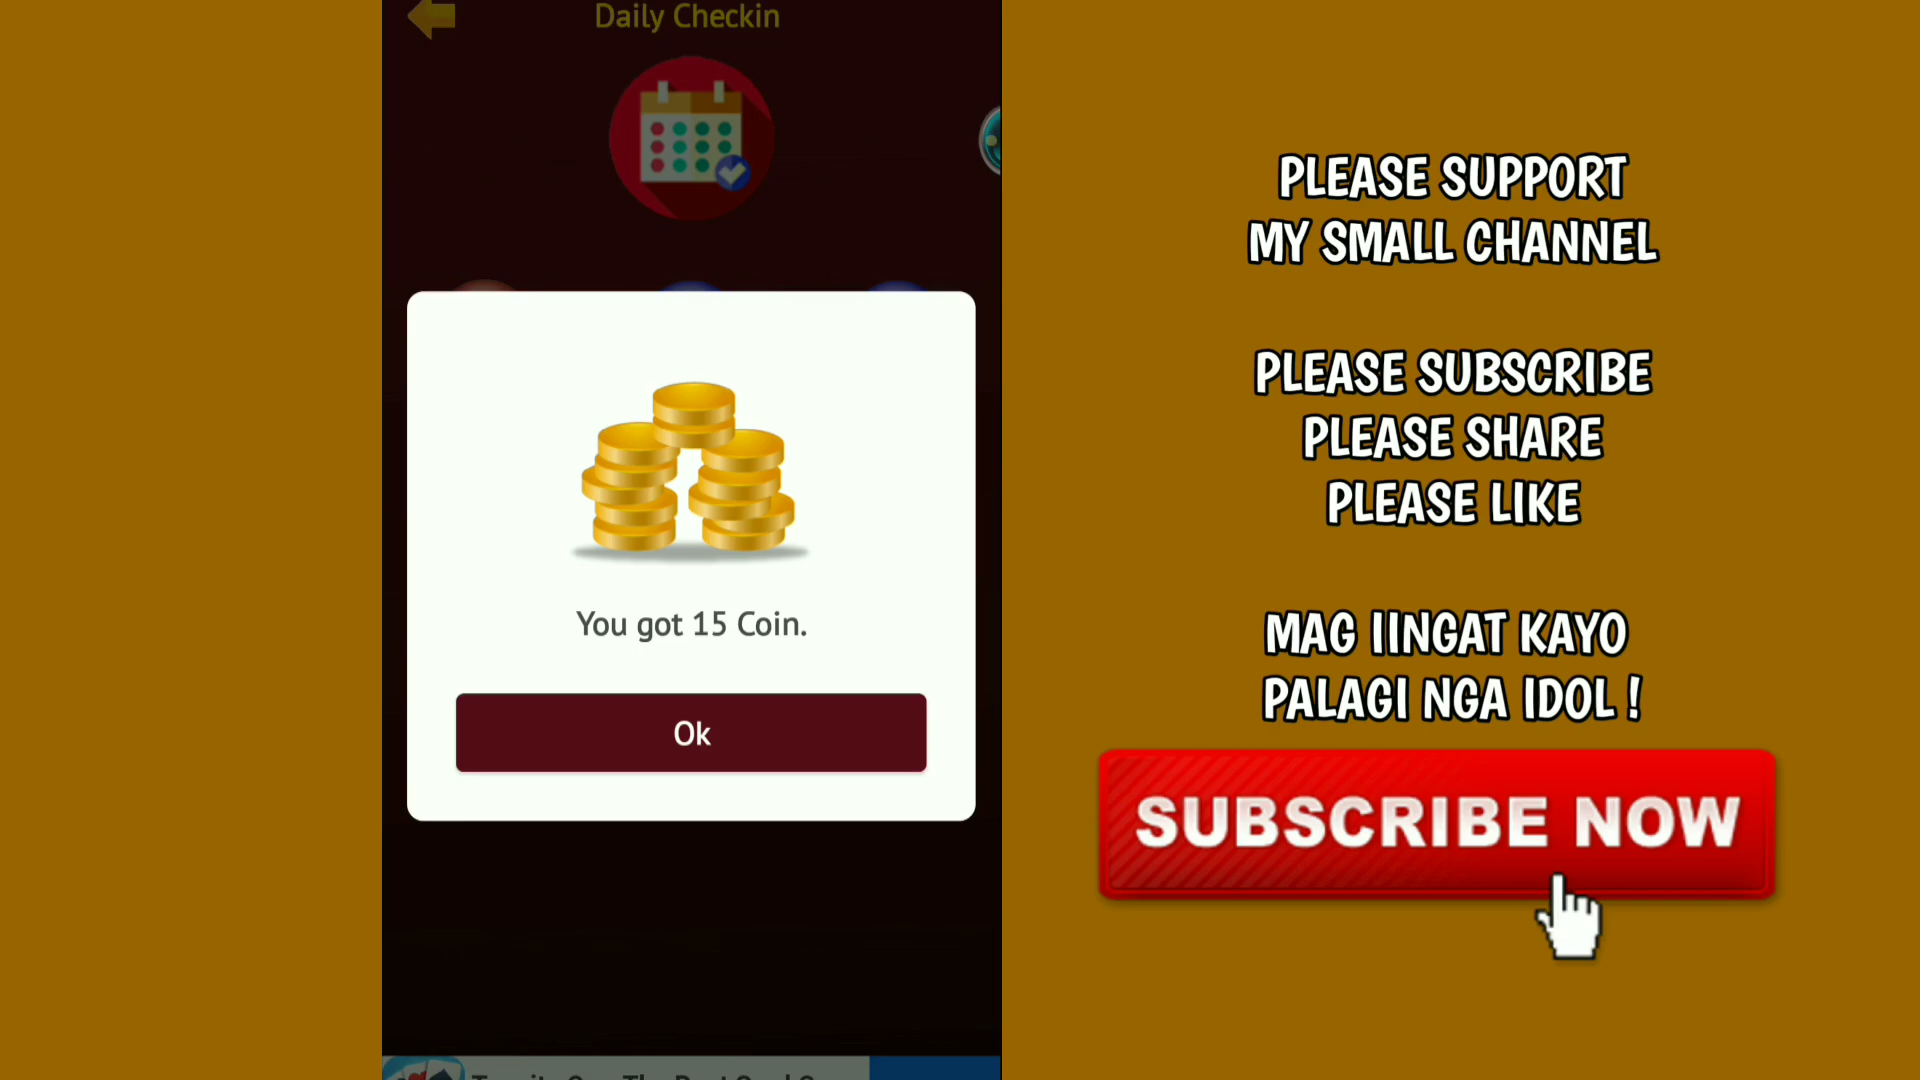 Daily Checkin
You got 15 Coin.
Ok
PLEASE SUPPORT
MY SMALL CHANNEL
PLEASE SUBSCRIBE
PLEASE SHARE
PLEASE LIKE
MAG IINGAT KAYO
PALAGI NGA IDOL !
SUBSCRIBE NOW